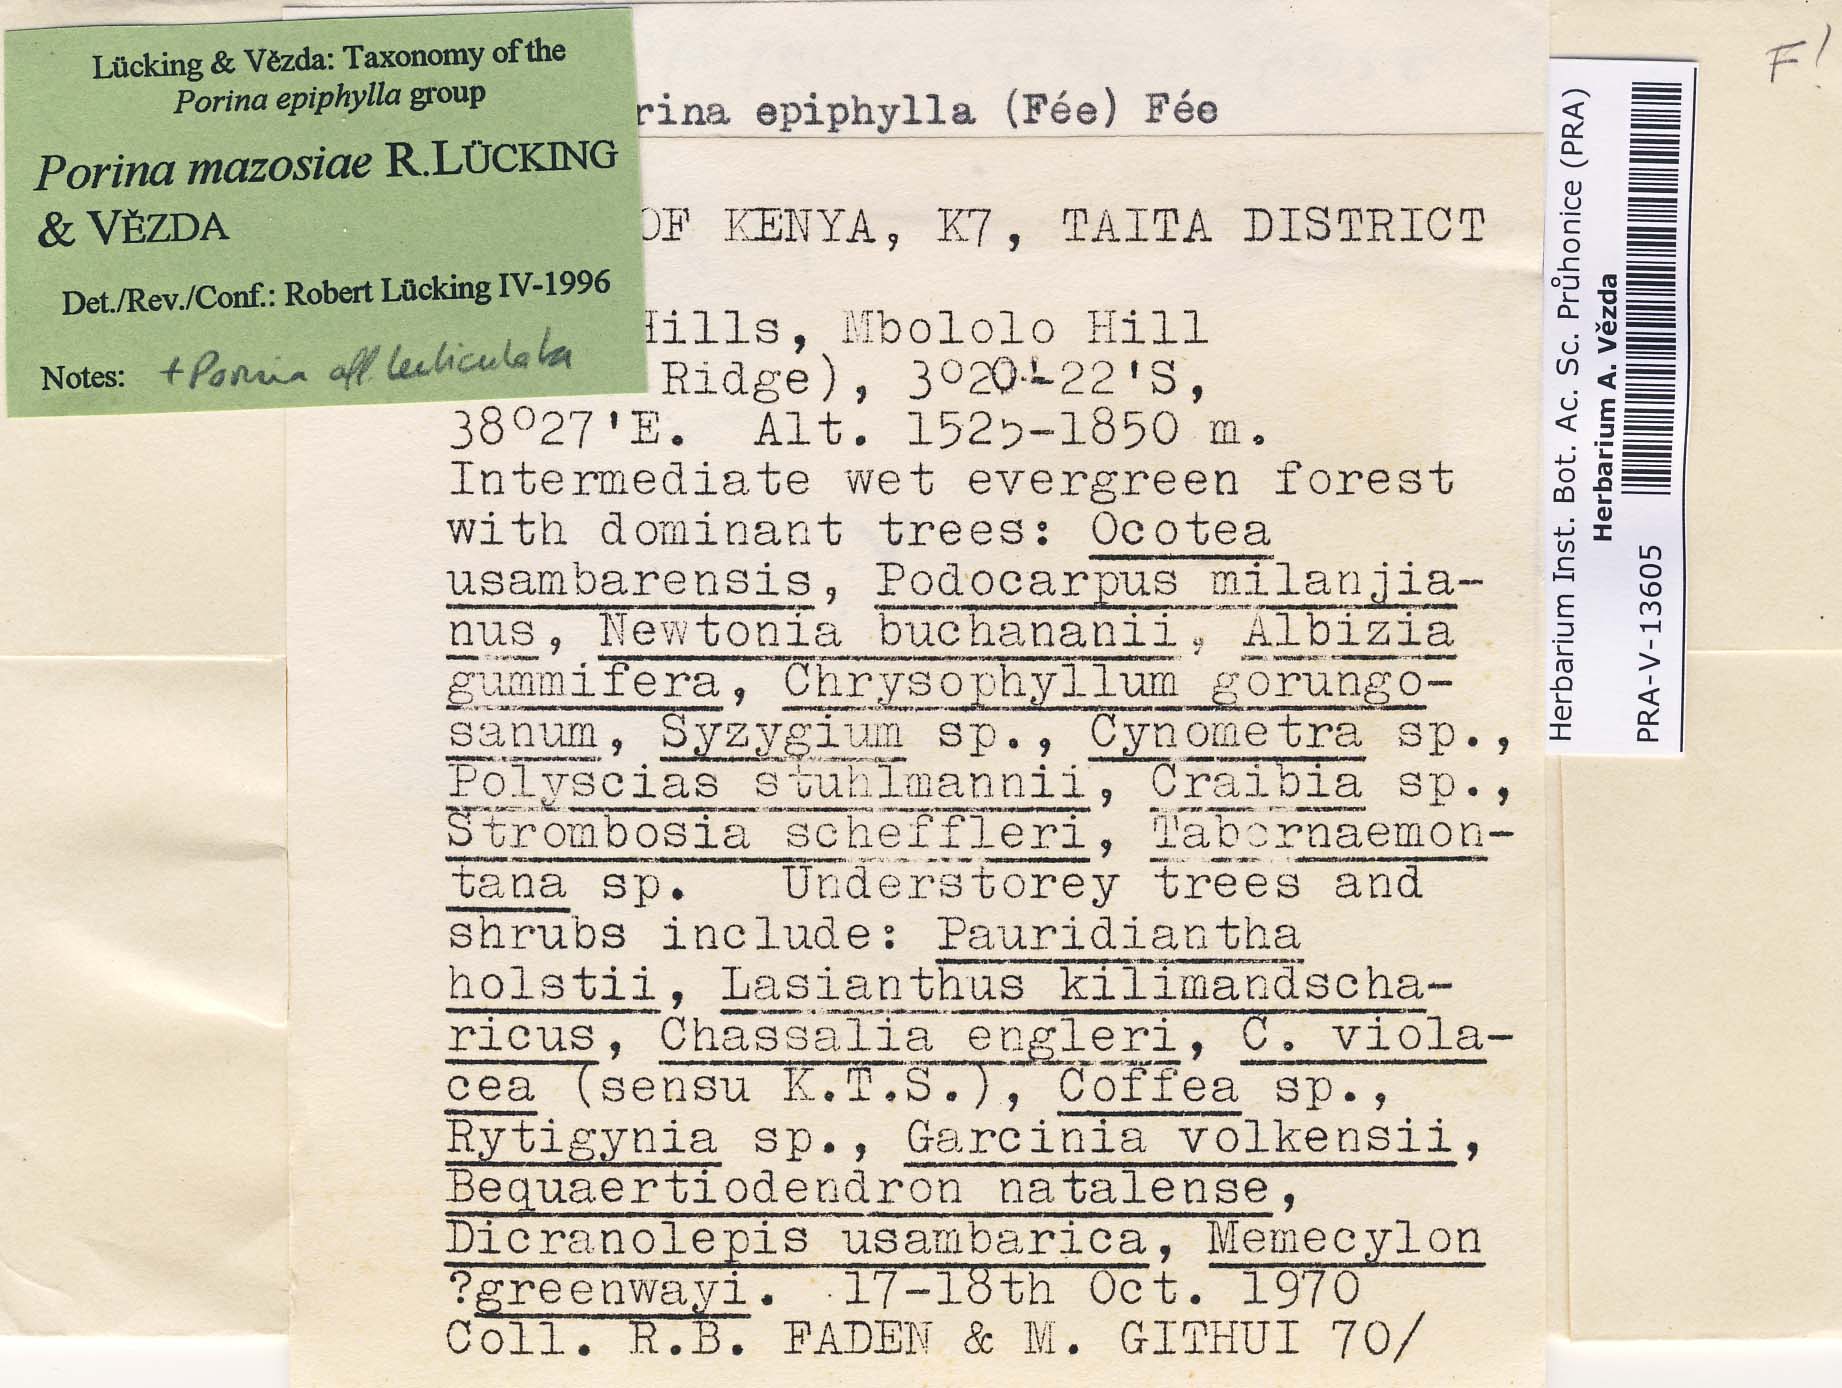 Lücking & Vězda: Taxonomy of the
Porina epiphylla group
Porina mazosiae R.LÜCKING
& VĚZDA
Det./Rev./Conf.: Robert Lücking IV-1996
Notes: + Porina aff.
rina epiphylla (Fée) Fée
OF KENYA, K7, TAITA DISTRICT
Hills, Mbololo Hill
Ridge), 3°20'-22'S,
38°27'E. Alt. 1525-1850 m.
Intermediate wet evergreen forest
with dominant trees: Ocotea
usambarensis, Podocarpus milanjia-
nus, Newtonia buchananii, Albizia
gummifera, Chrysophyllum gorungo-
sanum, Syzygium sp., Cynometra sp.,
Polyscias stuhlmannii, Craibia sp.,
Strombosia scheffleri, Tabernaemon-
tana sp. Understorey trees and
shrubs include: Pauridiantha
holstii, Lasianthus kilimandscha-
ricus, Chassalia engleri, C. viola-
cea (sensu K.T.S.), Coffea sp.,
Rytigynia sp., Garcinia volkensii,
Bequaertiodendron natalense,
Dicranolepis usambarica, Memecylon
?greenwayi. 17-18th Oct. 1970
Coll. R.B. FADEN & M. GITHUI 70/
Herbarium Inst. Bot. Ac. Sc. Průhonice (PRA)
Herbarium A. Vězda
PRA-V-13605
F!